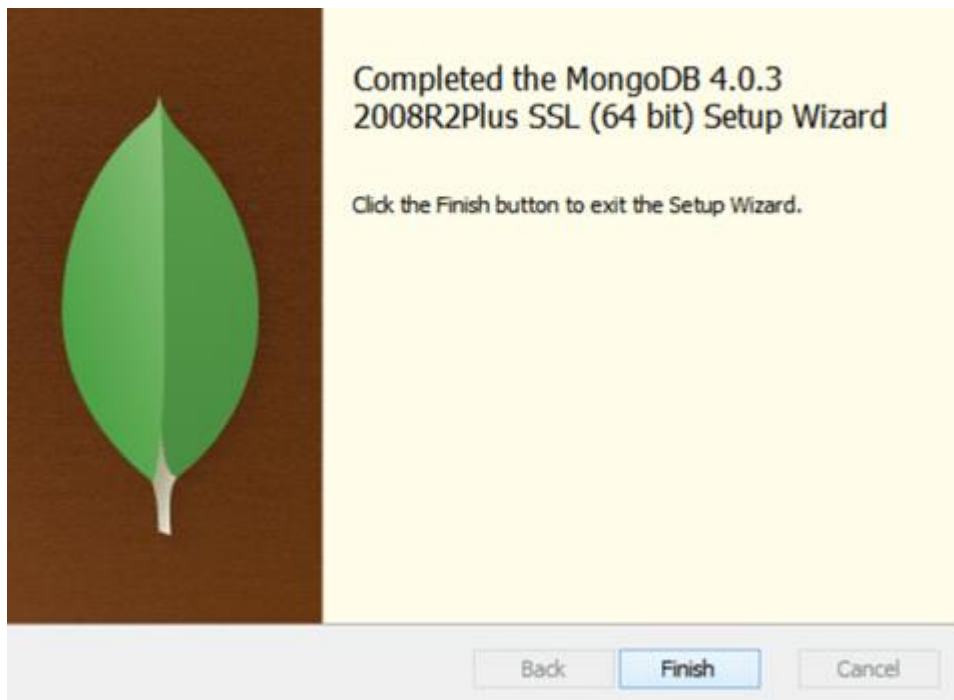 Completed the MongoDB 4.0.3
2008R2Plus SSL (64 bit) Setup Wizard
Click the Finish button to exit the Setup Wizard.
Back
Finish
Cancel